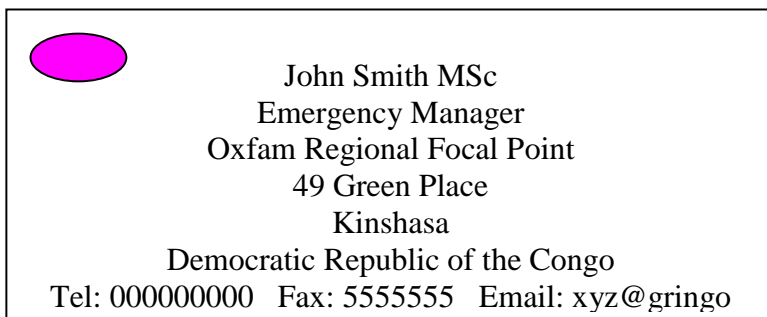 John Smith MSc
Emergency Manager
Oxfam Regional Focal Point
49 Green Place
Kinshasa
Democratic Republic of the Congo
Tel: 000000000   Fax: 5555555   Email: xyz@gringo